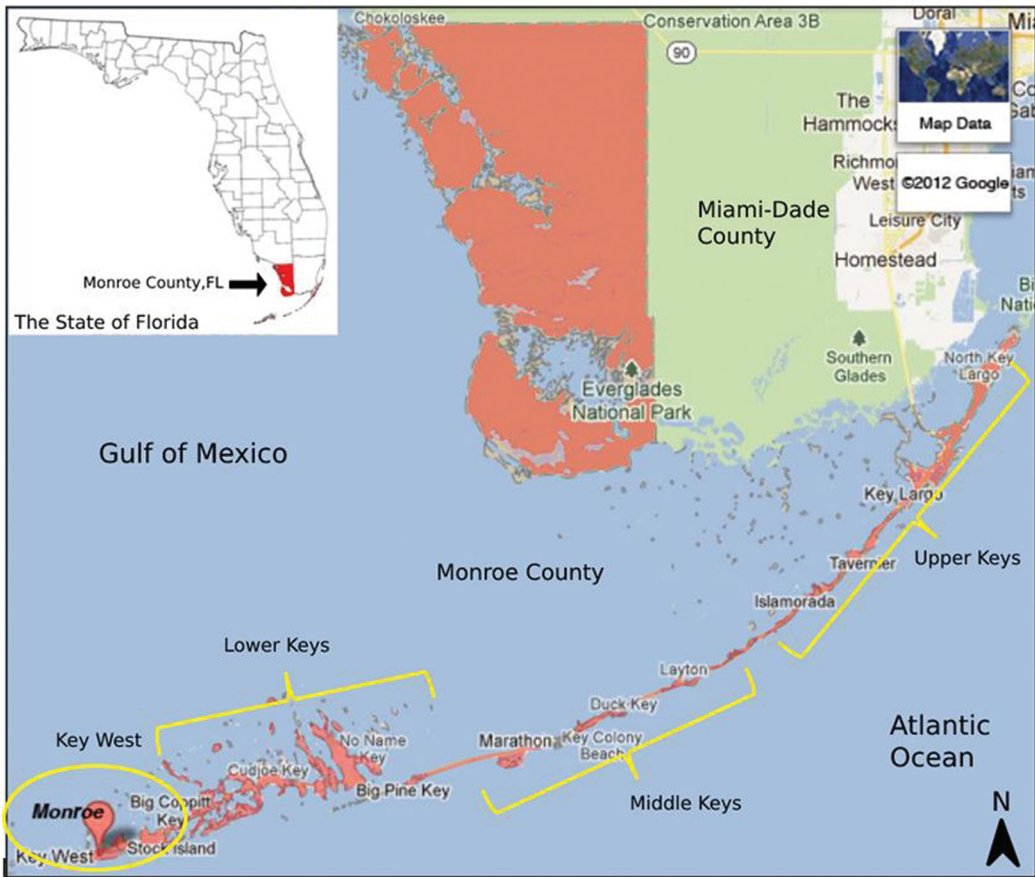 Chokoloskee
Conservation Area 3B
Doral
90
Map Data
The
Hammocks
©2012 Google
West
Miami-Dade
County
Leisure City
Homestead
Monroe County,FL
The State of Florida
Southern
Glades
North Key
Largo
Everglades
National Park
Gulf of Mexico
Key Largo
Upper Keys
Tavernier
Monroe County
Islamorada
Lower Keys
Layton
Duck Key
Atlantic
Ocean
Key West
No Name
Key
Marathon
Key Colony
Beach
Cudjoe Key
Big Pine Key
Middle Keys
N
Monroe
Big Coppitt
Key
Stock Island
Key West